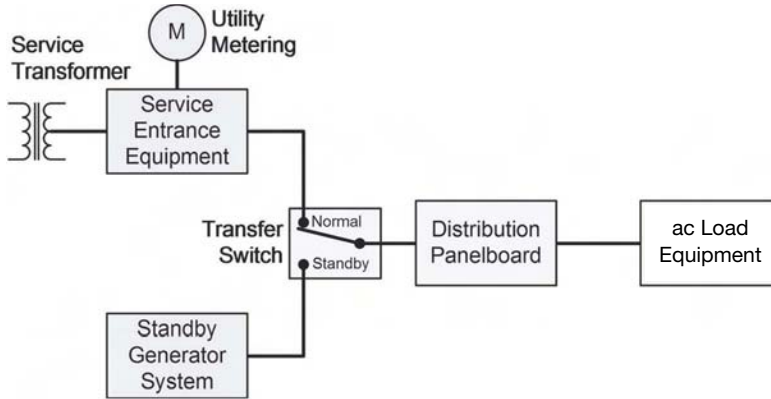 M
Utility
Metering
Service
Transformer
Service
Entrance
Equipment
Transfer
Switch
Normal
Standby
Distribution
Panelboard
ac Load
Equipment
Standby
Generator
System